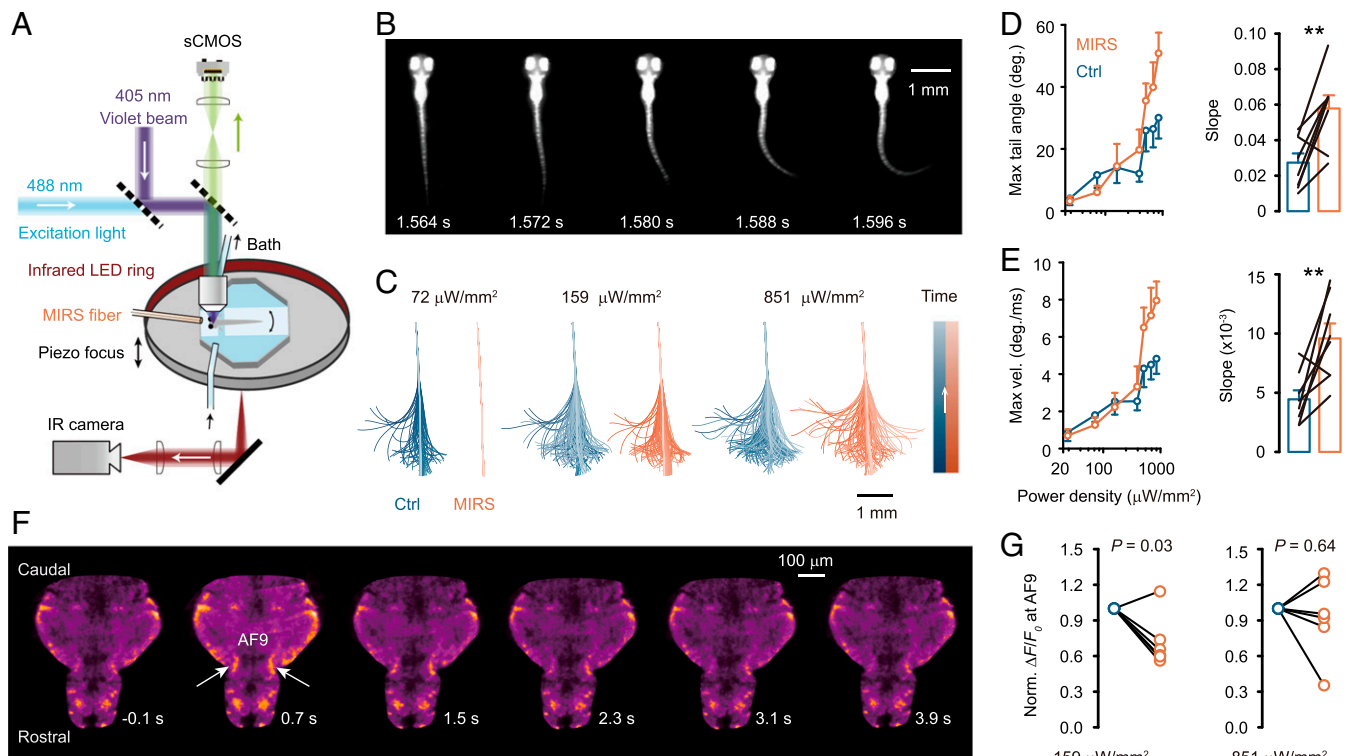 A
sCMOS
405 nm
Violet beam
488 nm
Excitation light
Bath
Infrared LED ring
MIRS fiber
Piezo focus
IR camera
B
1 mm
1.564 s
1.572 s
1.580 s
1.588 s
1.596 s
C
72 μW/mm²
159 μW/mm²
851 μW/mm²
Time
Ctrl
MIRS
1 mm
D
Max tail angle (deg.)
60
40
20
0
MIRS
Ctrl
Slope
0.10
0.08
0.06
0.04
0.02
0
**
E
Max vel. (deg./ms)
10
8
6
4
2
0
20
100
1000
Power density (μW/mm²)
Slope (x10⁻³)
15
10
5
0
**
F
Caudal
100 μm
AF9
-0.1 s
0.7 s
1.5 s
2.3 s
3.1 s
3.9 s
Rostral
G
Norm. ΔF/F₀ at AF9
1.5
1.2
0.9
0.6
0.3
0.0
P = 0.03
159 μW/mm²
1.5
1.2
0.9
0.6
0.3
0.0
P = 0.64
851 μW/mm²